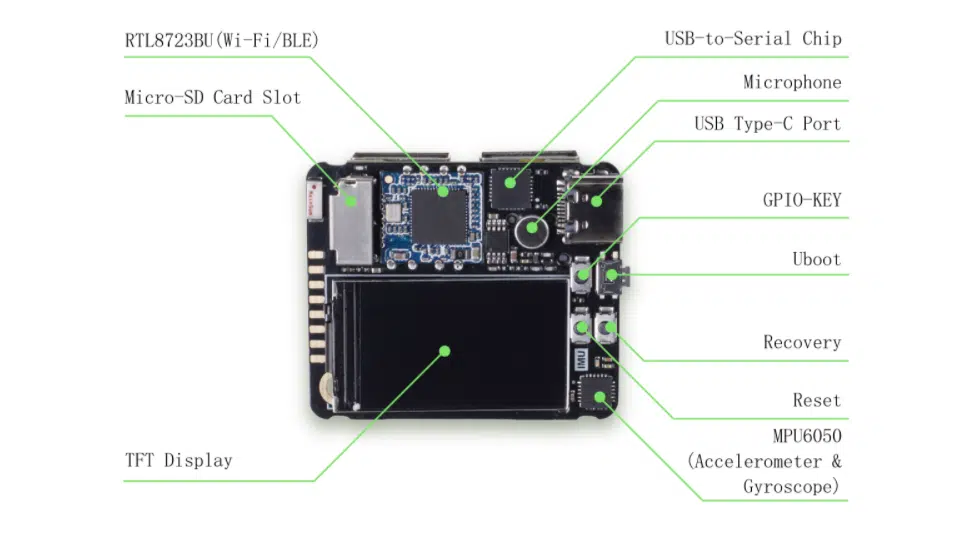 RTL8723BU(Wi-Fi/BLE)
Micro-SD Card Slot
TFT Display
USB-to-Serial Chip
Microphone
USB Type-C Port
GPIO-KEY
Uboot
Recovery
Reset
MPU6050
(Accelerometer &
Gyroscope)
IMU